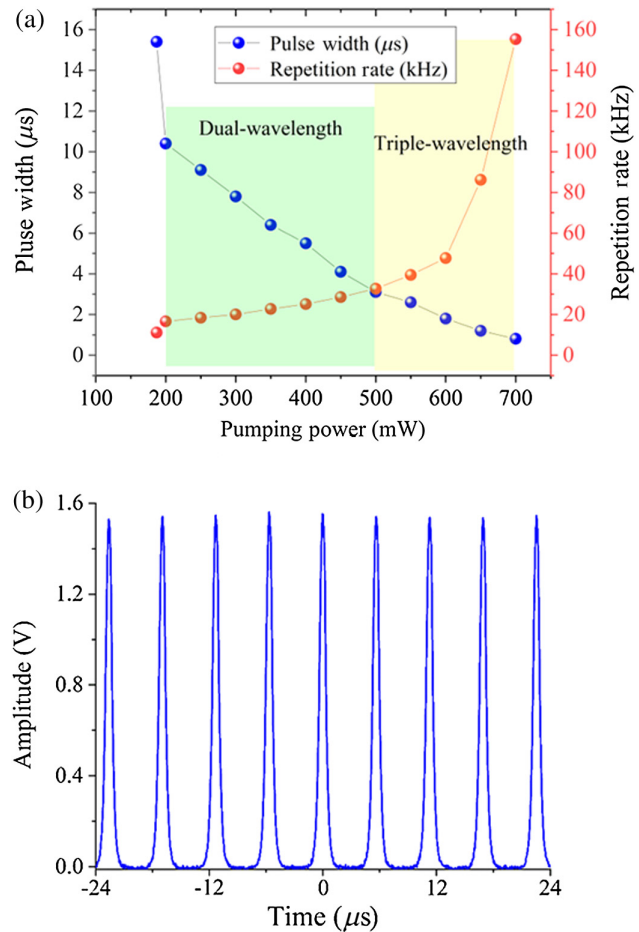 (a)
16
14
12
10
8
6
4
2
0
Pluse width (μs)
Pulse width (μs)
Repetition rate (kHz)
Dual-wavelength
Triple-wavelength
160
140
120
100
80
60
40
20
0
Repetition rate (kHz)
100 200 300 400 500 600 700
Pumping power (mW)
(b)
1.6
1.2
0.8
0.4
0.0
Amplitude (V)
-24 -12 0 12 24
Time (μs)